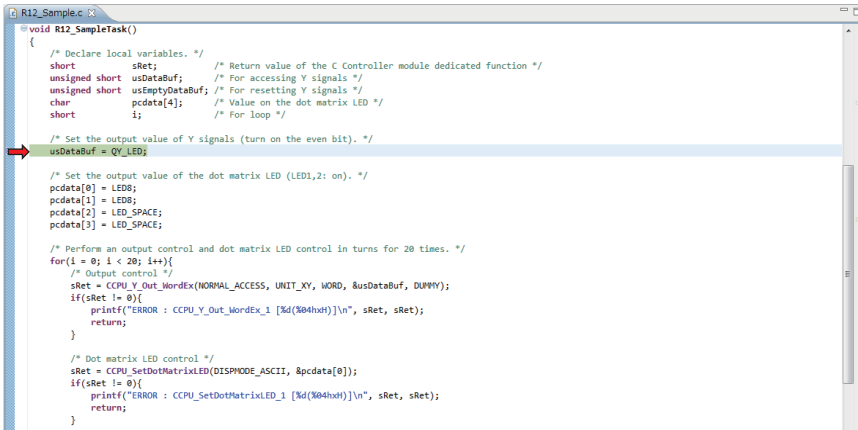 R12_Sample.c
void R12_SampleTask()
{
/* Declare local variables. */
short sRet; /* Return value of the C Controller module dedicated function */
unsigned short usDataBuf; /* For accessing Y signals */
unsigned short usEmptyDataBuf; /* For resetting Y signals */
char pcdata[4]; /* Value on the dot matrix LED */
short i; /* For loop */
/* Set the output value of Y signals (turn on the even bit). */
usDataBuf = QY_LED;
/* Set the output value of the dot matrix LED (LED1,2: on). */
pcdata[0] = LED8;
pcdata[1] = LED8;
pcdata[2] = LED_SPACE;
pcdata[3] = LED_SPACE;
/* Perform an output control and dot matrix LED control in turns for 20 times. */
for(i = 0; i < 20; i++){
/* Output control */
sRet = CCPU_Y_Out_WordEx(NORMAL_ACCESS, UNIT_XY, WORD, &usDataBuf, DUMMY);
if(sRet != 0){
printf("ERROR : CCPU_Y_Out_WordEx_1 [%d(%04hxH)]\n", sRet, sRet);
return;
}
/* Dot matrix LED control */
sRet = CCPU_SetDotMatrixLED(DISPMODE_ASCII, &pcdata[0]);
if(sRet != 0){
printf("ERROR : CCPU_SetDotMatrixLED_1 [%d(%04hxH)]\n", sRet, sRet);
return;
}